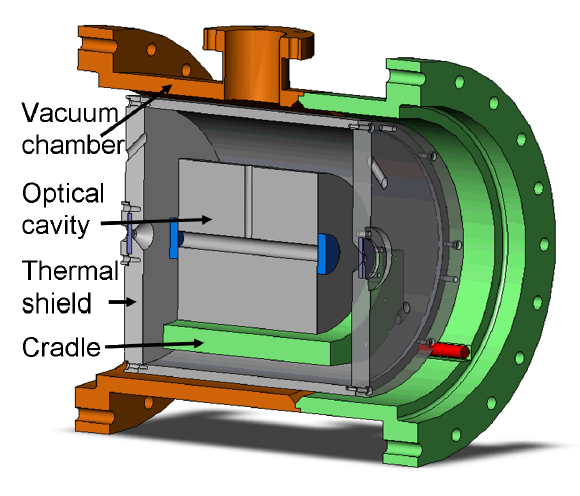 Vacuum
chamber
Optical
cavity
Thermal
shield
Cradle